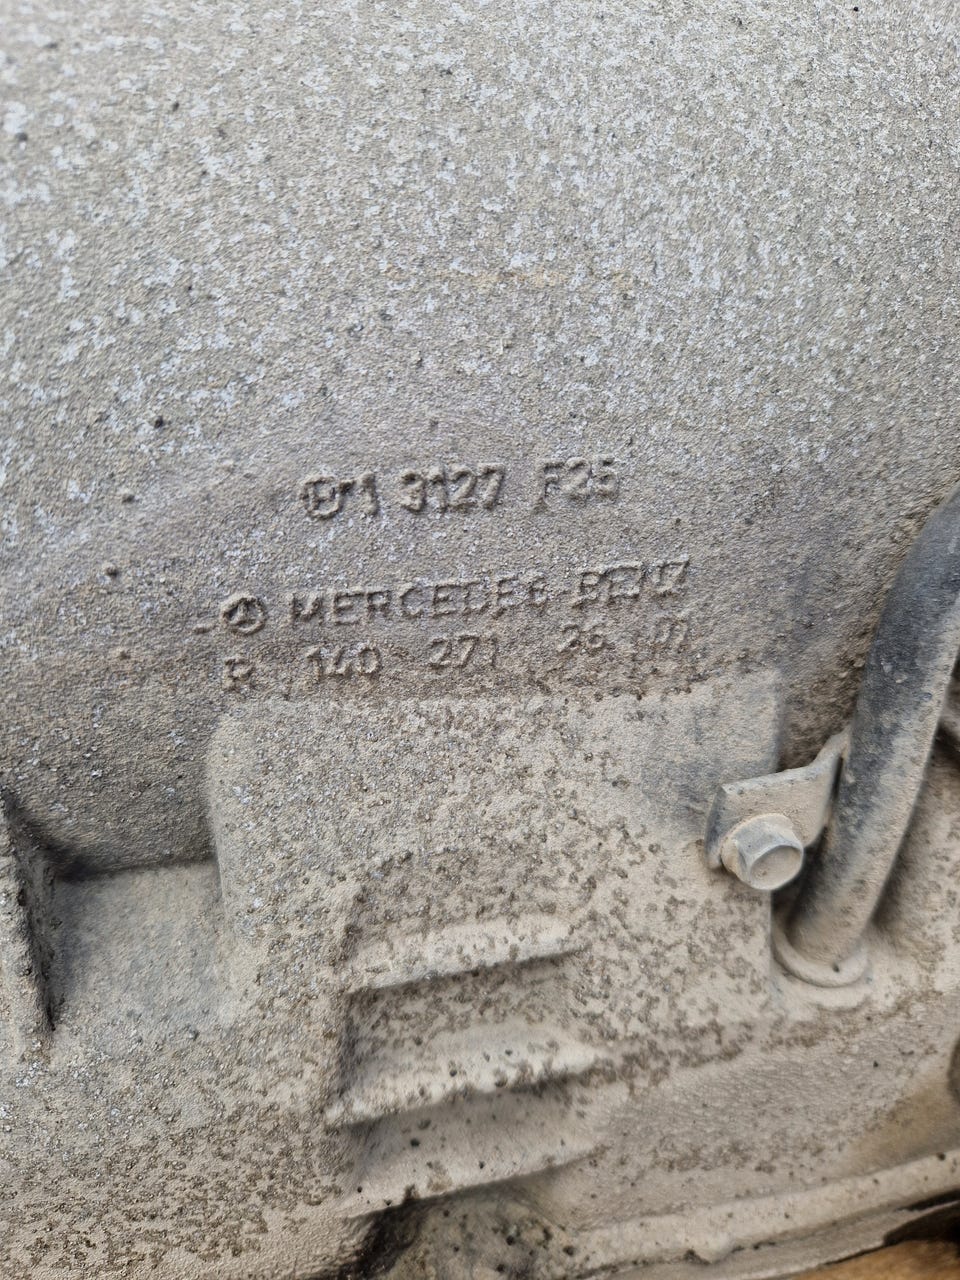 1 3127 F25
MERCEDES-BENZ
R 140 271 26 01